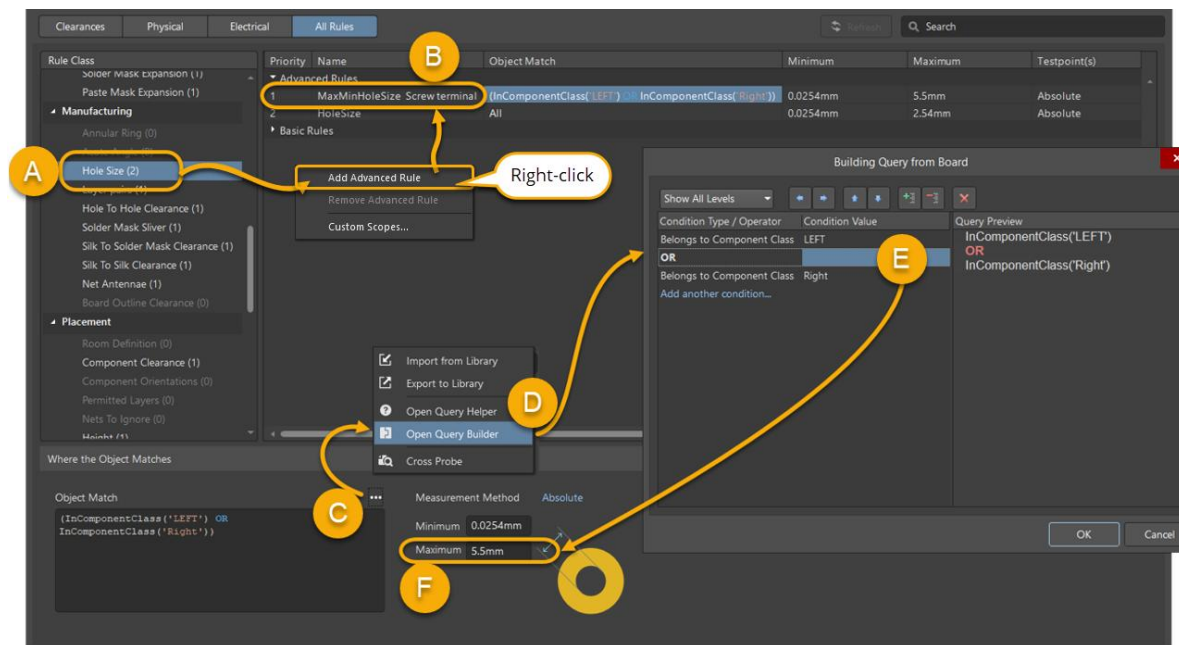 Clearances Physical Electrical All Rules Refresh Search
Rule Class
Solder Mask Expansion (1)
Paste Mask Expansion (1)
Manufacturing
Annular Ring (0)
Hole Size (2)
Hole To Hole Clearance (1)
Solder Mask Sliver (1)
Silk To Solder Mask Clearance (1)
Silk To Silk Clearance (1)
Net Antennae (1)
Board Outline Clearance (0)
Placement
Room Definition (0)
Component Clearance (1)
Component Orientations (0)
Permitted Layers (0)
Nets To Ignore (0)
Height (1)
A
B
Priority Name Object Match Minimum Maximum Testpoint(s)
Advanced Rules
1 MaxMinHoleSize Screw terminal (InComponentClass('LEFT') OR InComponentClass('Right')) 0.0254mm 5.5mm Absolute
2 HoleSize All 0.0254mm 2.54mm Absolute
Basic Rules
Add Advanced Rule
Remove Advanced Rule
Custom Scopes...
Right-click
Import from Library
Export to Library
Open Query Helper
Open Query Builder
Cross Probe
D
Building Query from Board
Show All Levels
Condition Type / Operator Condition Value Query Preview
Belongs to Component Class LEFT
OR
Belongs to Component Class Right
Add another condition...
E
InComponentClass('LEFT')
OR
InComponentClass('Right')
OK Cancel
Where the Object Matches
Object Match
(InComponentClass('LEFT') OR
InComponentClass('Right'))
C
Measurement Method Absolute
Minimum 0.0254mm
Maximum 5.5mm
F